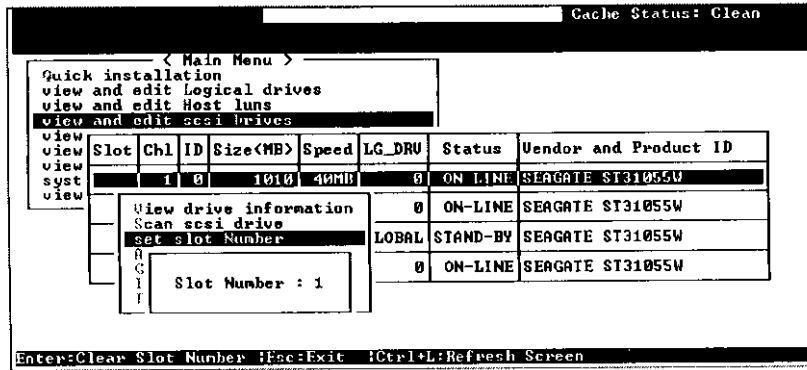 Cache Status: Clean
< Main Menu >
Quick installation
view and edit Logical drives
view and edit Host luns
view and edit scsi Drives
view
view
view
syst
view
Slot Chl ID Size(MB) Speed LG_DRV Status Vendor and Product ID
1 0 1010 40MB 0 ON LINE SEAGATE ST31055W
0 ON-LINE SEAGATE ST31055W
LOBAL STAND-BY SEAGATE ST31055W
0 ON-LINE SEAGATE ST31055W
View drive information
Scan scsi drive
set slot Number
Slot Number : 1
Enter:Clear Slot Number |Esc:Exit |Ctrl+L:Refresh Screen